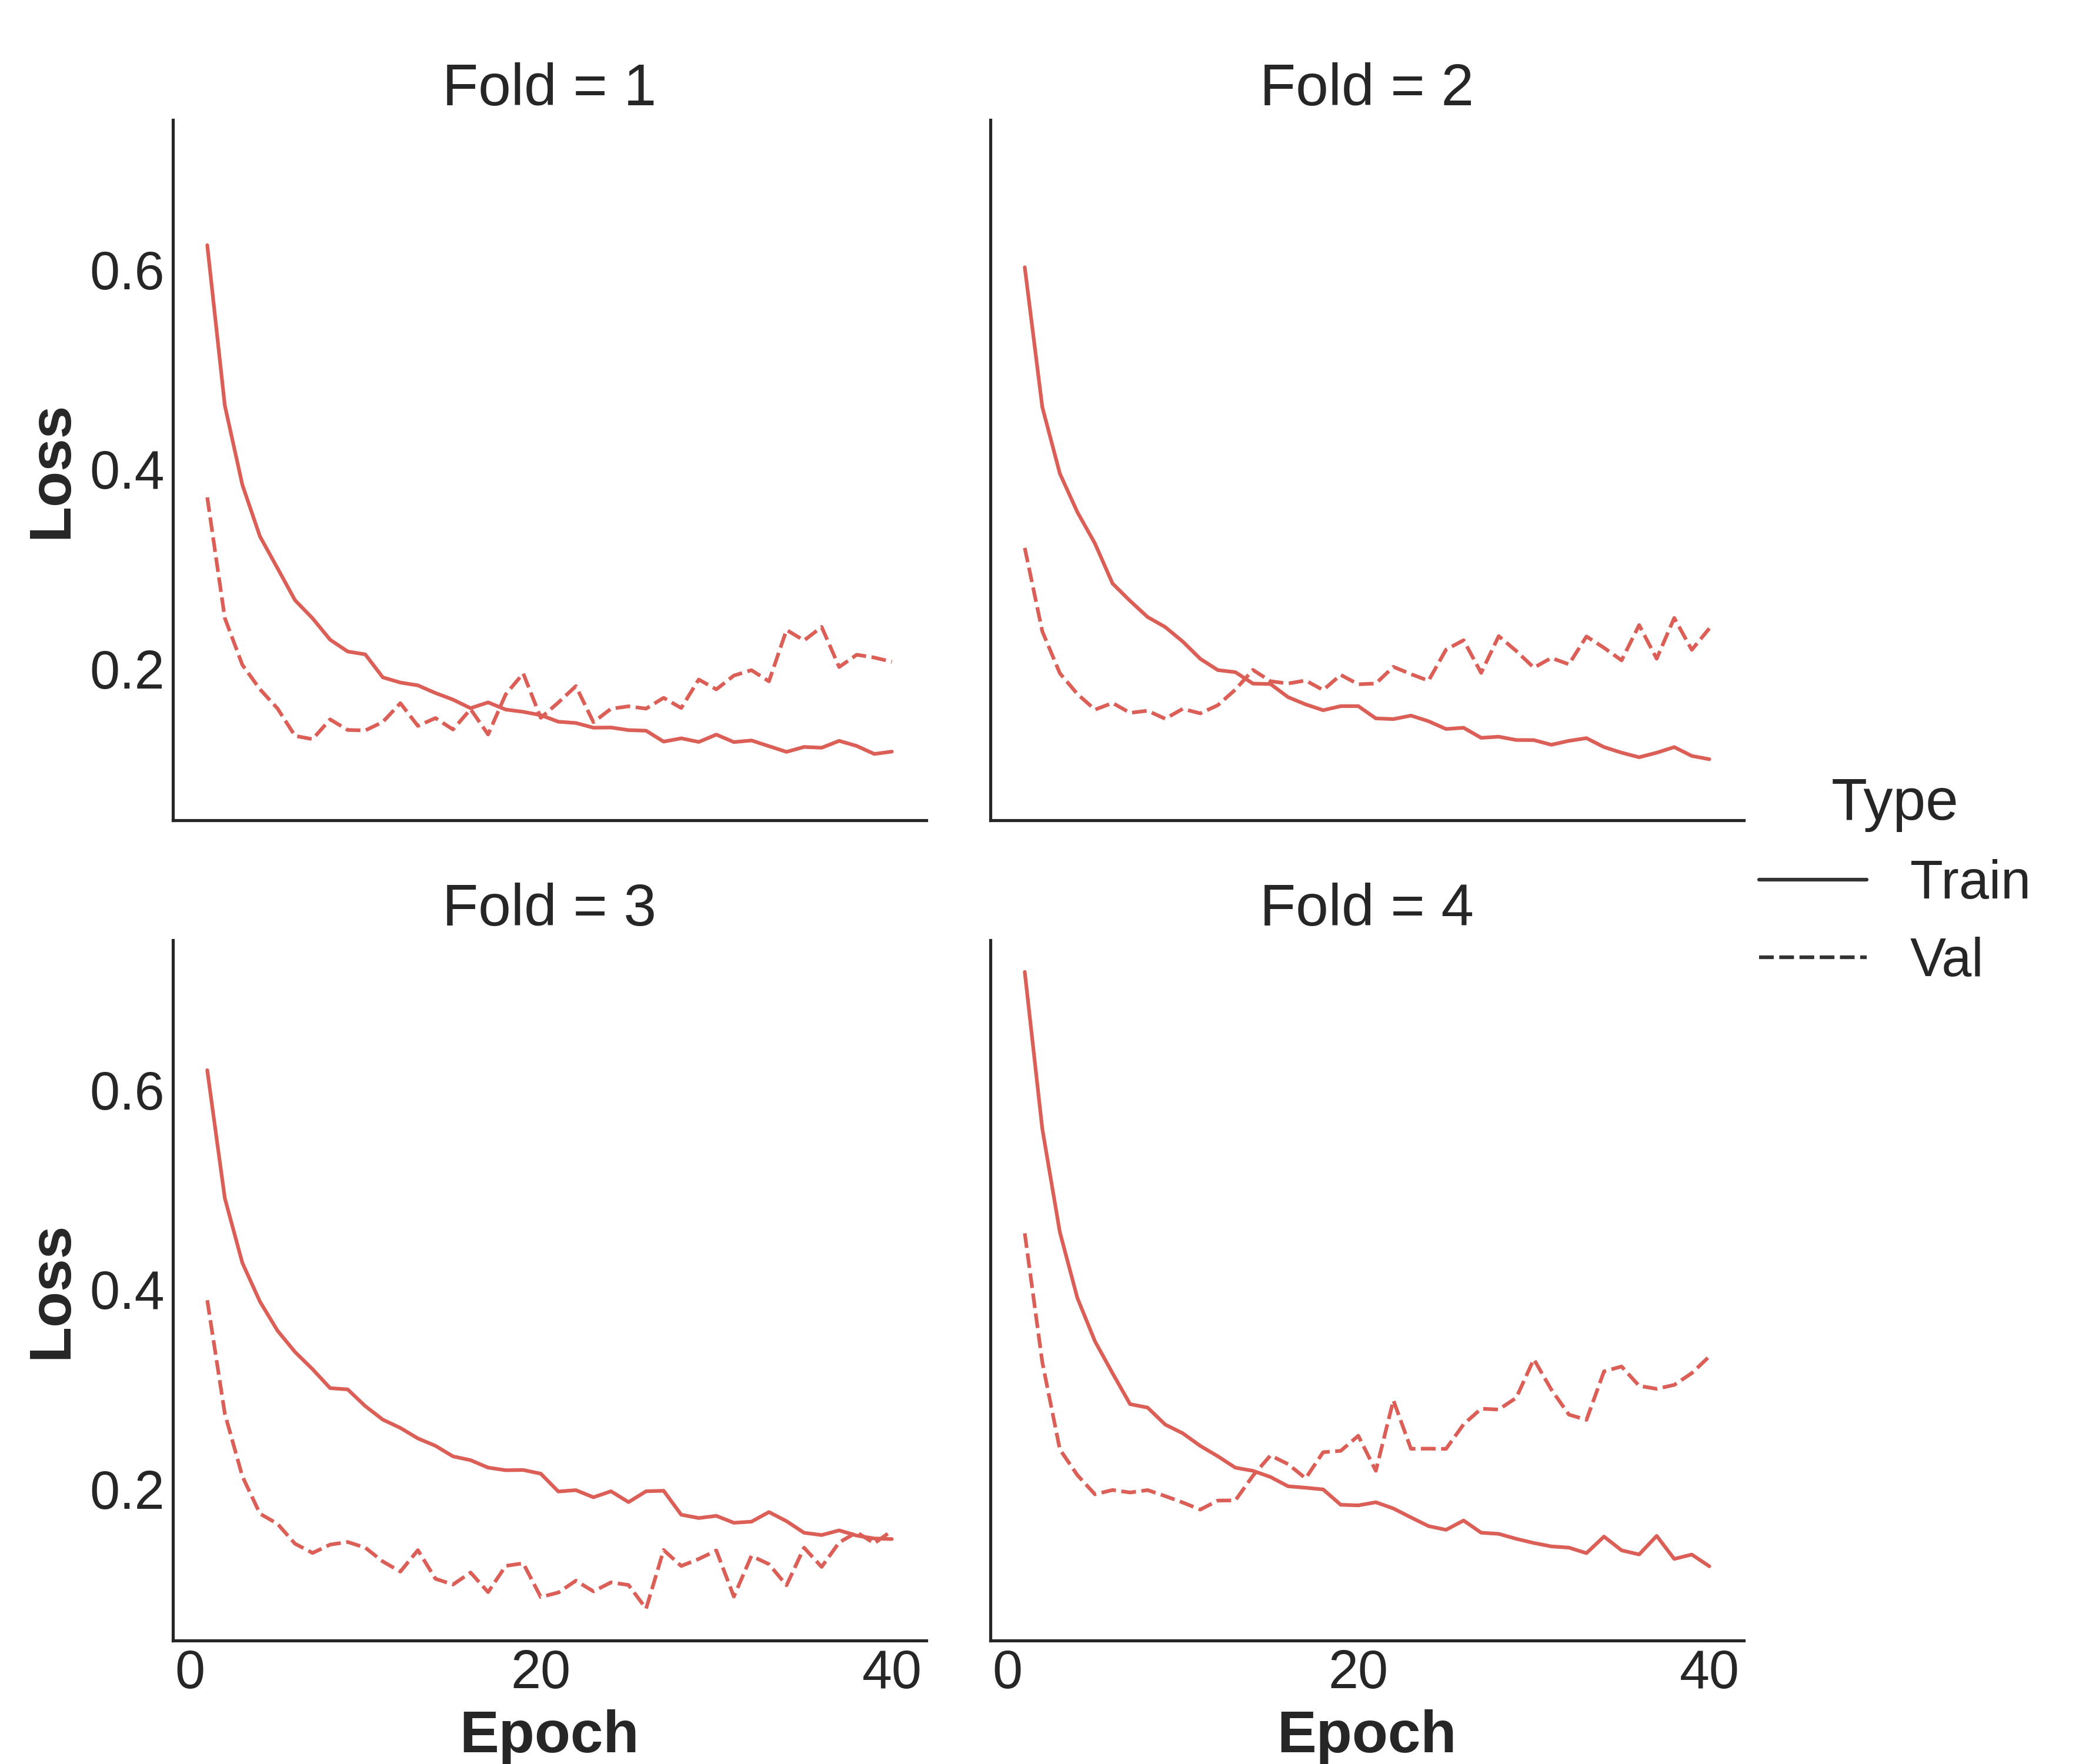 Fold = 1
Fold = 2
Loss
0.6
0.4
0.2
Type
Train
Val
Fold = 3
Fold = 4
Loss
0.6
0.4
0.2
0 20 40
0 20 40
Epoch
Epoch